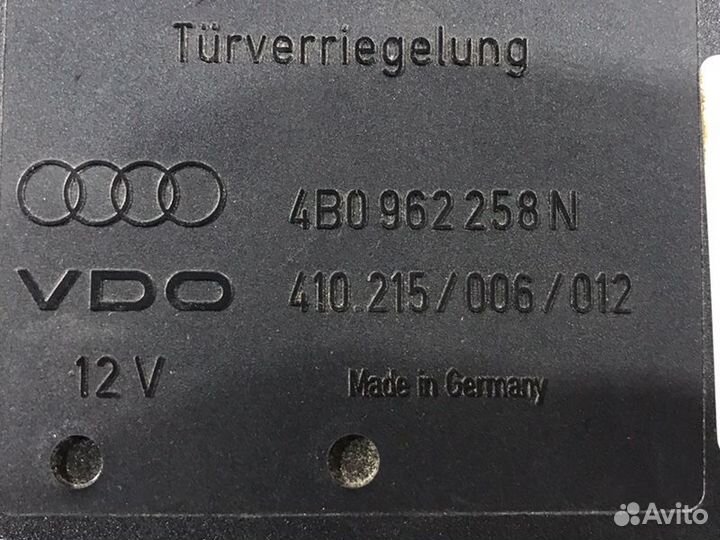 Türverriegelung
4B0 962 258 N
VDO 410.215/006/012
12 V Made in Germany
Avito